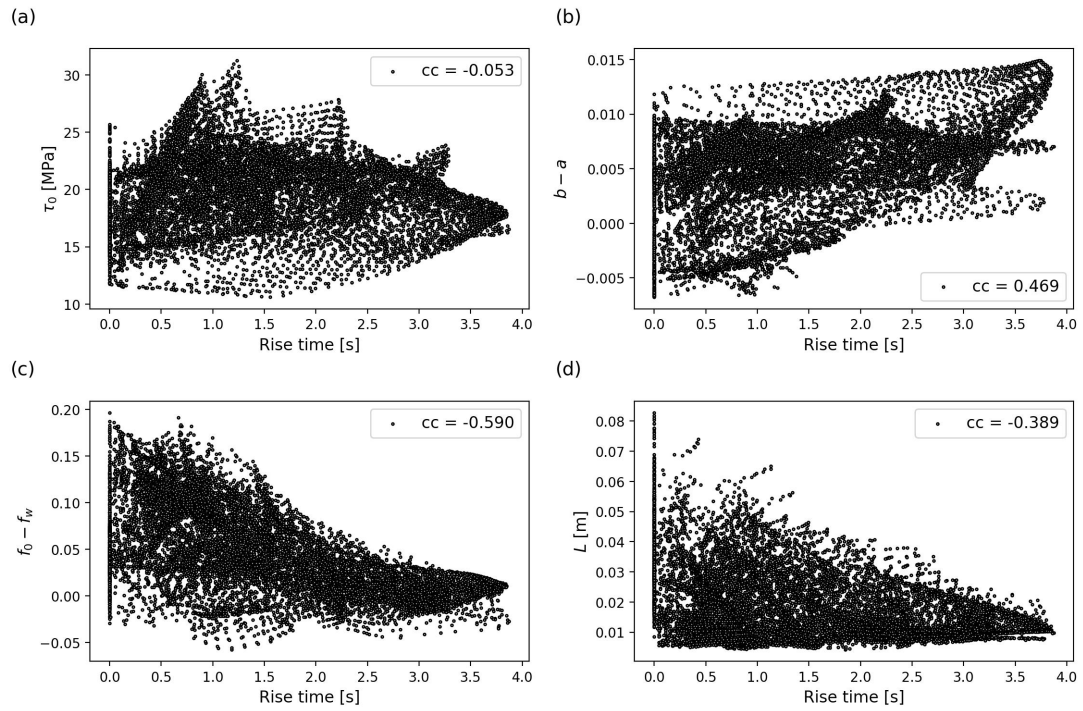 (a)
(b)
30
25
20
15
10
τ0 [MPa]
cc = -0.053
0.0 0.5 1.0 1.5 2.0 2.5 3.0 3.5 4.0
Rise time [s]
0.015
0.010
0.005
0.000
−0.005
b − a
cc = 0.469
0.0 0.5 1.0 1.5 2.0 2.5 3.0 3.5 4.0
Rise time [s]
(c)
(d)
0.20
0.15
0.10
0.05
0.00
−0.05
f0 − fw
cc = -0.590
0.0 0.5 1.0 1.5 2.0 2.5 3.0 3.5 4.0
Rise time [s]
0.08
0.07
0.06
0.05
0.04
0.03
0.02
0.01
L [m]
cc = -0.389
0.0 0.5 1.0 1.5 2.0 2.5 3.0 3.5 4.0
Rise time [s]